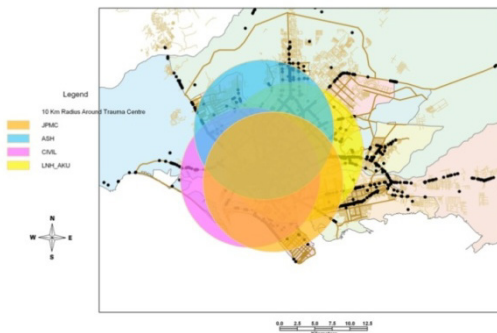 Legend
10 Km Radius Around Trauma Centre
JPMC
ASH
CIVIL
LNH_AKU
N
W E
S
0.0 2.5 5.0 7.5 10.0 12.5